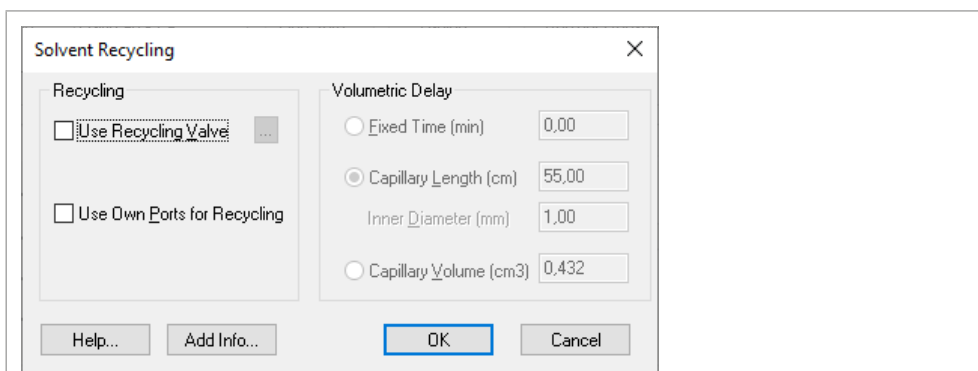 Solvent Recycling
Recycling
Use Recycling Valve
...
Use Own Ports for Recycling
Volumetric Delay
Fixed Time (min) 0,00
Capillary Length (cm) 55,00
Inner Diameter (mm) 1,00
Capillary Volume (cm3) 0,432
Help... Add Info... OK Cancel